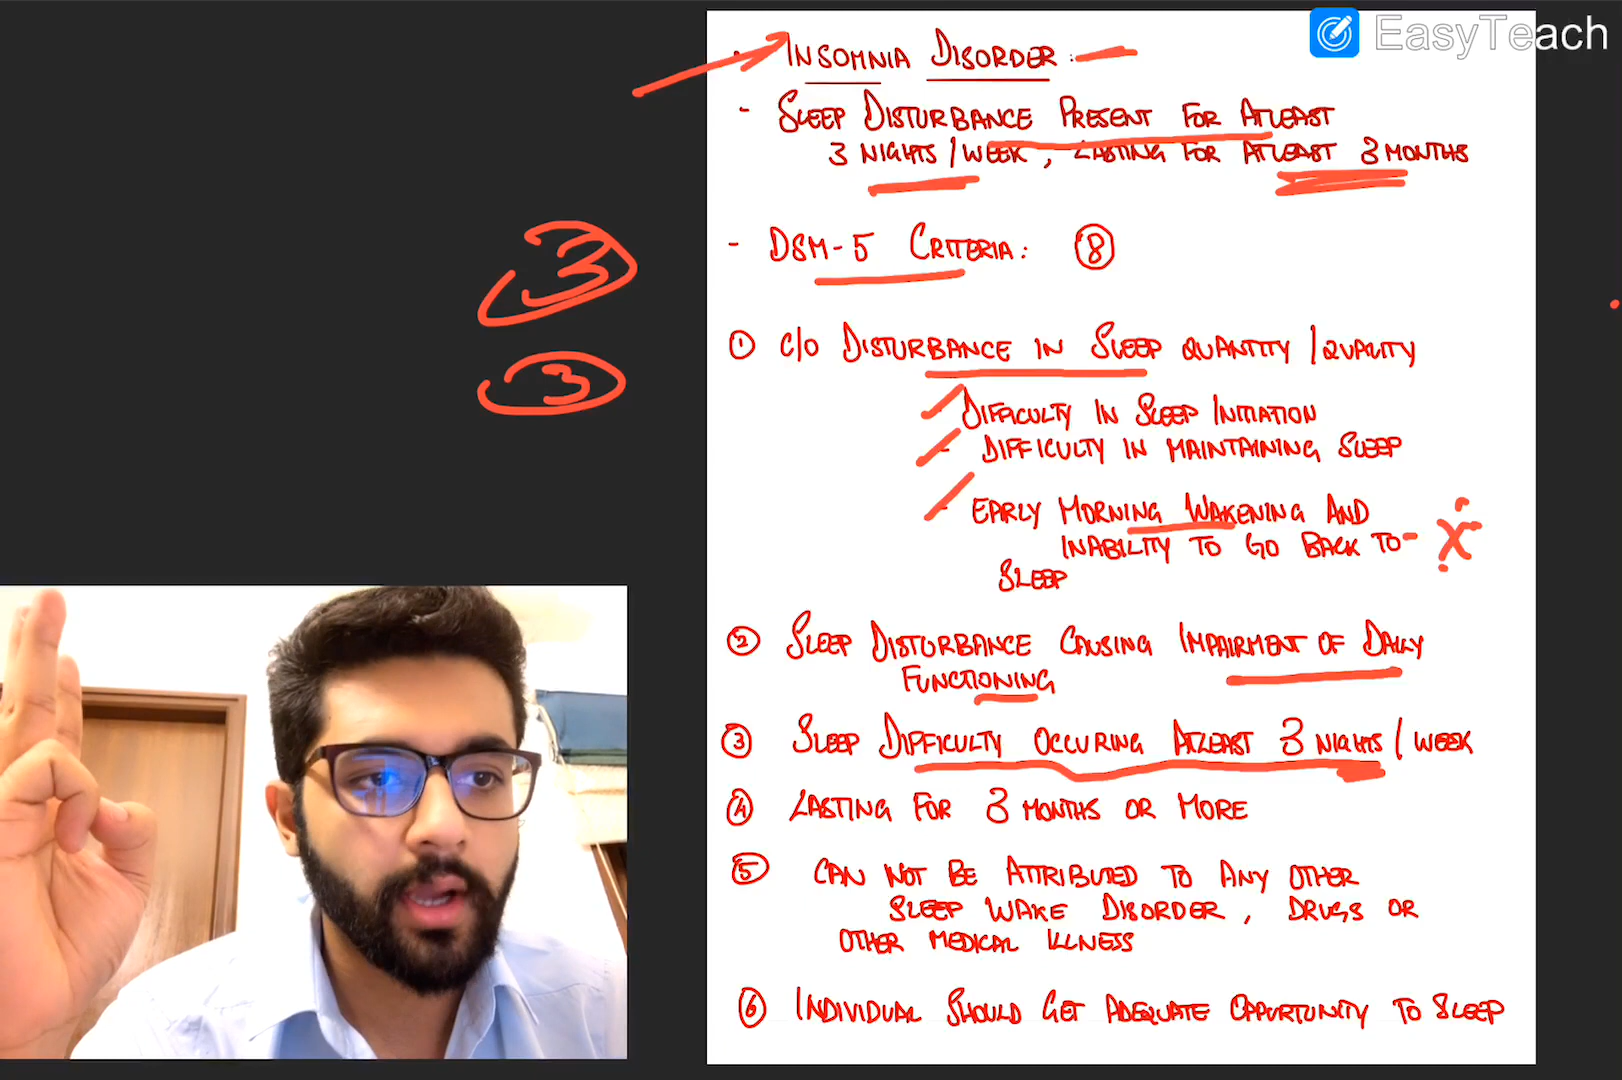 EasyTeach
INSOMNIA DISORDER :
- SLEEP DISTURBANCE PRESENT FOR ATLEAST
3 NIGHTS / WEEK , LASTING FOR ATLEAST 3 MONTHS
- DSM-5 CRITERIA : 8
3
3
1 C/O DISTURBANCE IN SLEEP QUANTITY / QUALITY
- DIFFICULTY IN SLEEP INITIATION
- DIFFICULTY IN MAINTAINING SLEEP
- EARLY MORNING WAKENING AND
INABILITY TO GO BACK TO
SLEEP
2 SLEEP DISTURBANCE CAUSING IMPAIRMENT OF DAILY
FUNCTIONING
3 SLEEP DIFFICULTY OCCURING ATLEAST 3 NIGHTS / WEEK
4 LASTING FOR 3 MONTHS OR MORE
5 CAN NOT BE ATTRIBUTED TO ANY OTHER
SLEEP WAKE DISORDER , DRUGS OR
OTHER MEDICAL ILLNESS
6 INDIVIDUAL SHOULD GET ADEQUATE OPPORTUNITY TO SLEEP